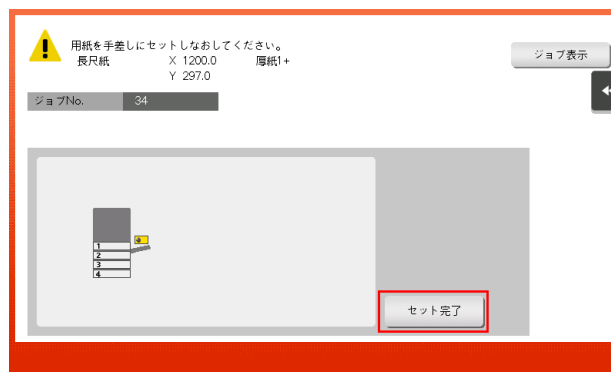 用紙を手差しにセットしなおしてください。
長尺紙 X 1200.0 厚紙1+
Y 297.0
ジョブ表示
ジョブNo. 34
1
2
3
4
セット完了